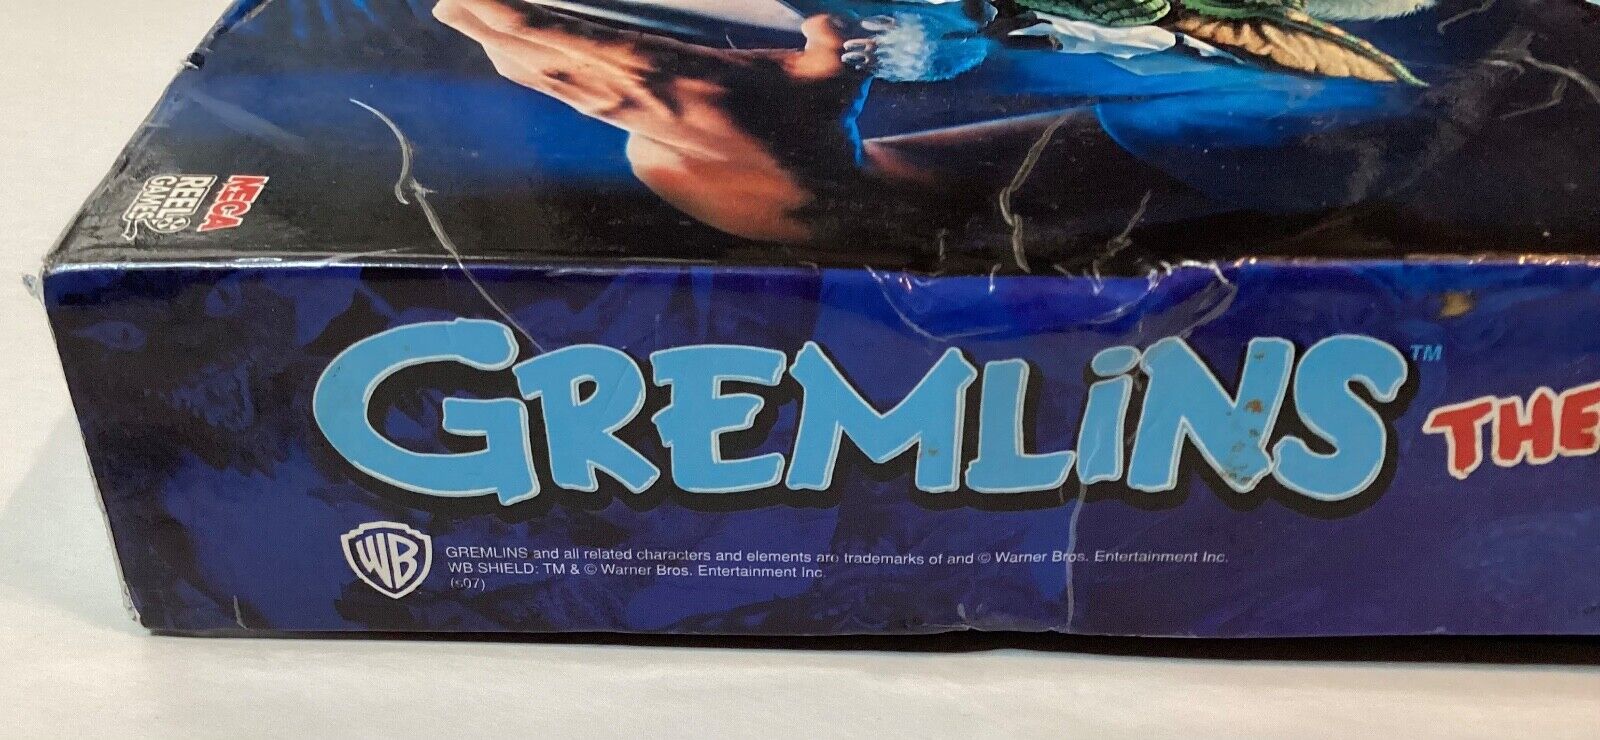 MEGA
REEL
GAMES
GREMLiNS™ THE
WB GREMLINS and all related characters and elements are trademarks of and © Warner Bros. Entertainment Inc.
WB SHIELD: TM & © Warner Bros. Entertainment Inc.
(s07)